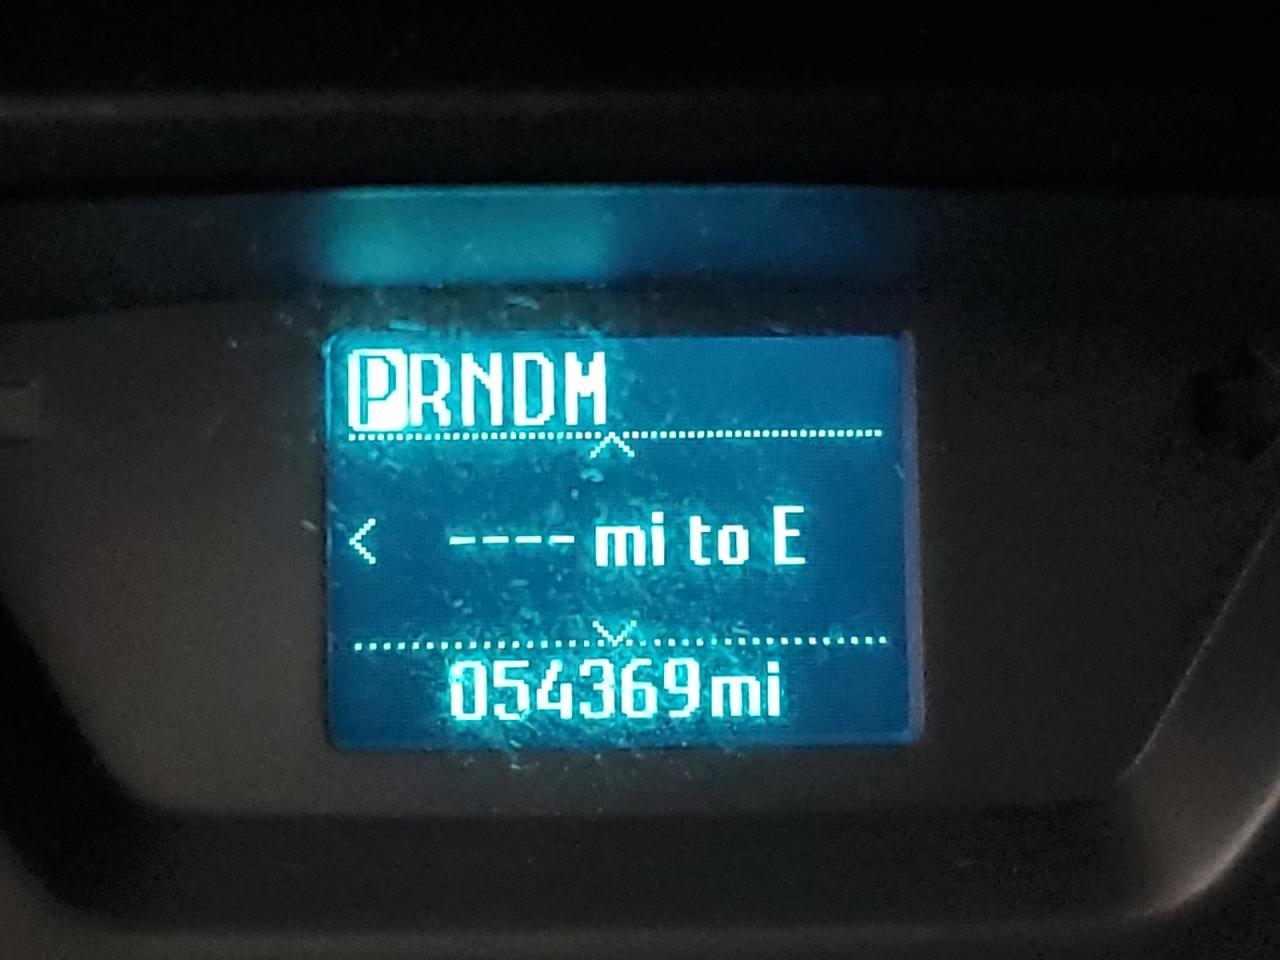 PRNDM
---- mi to E
054369mi